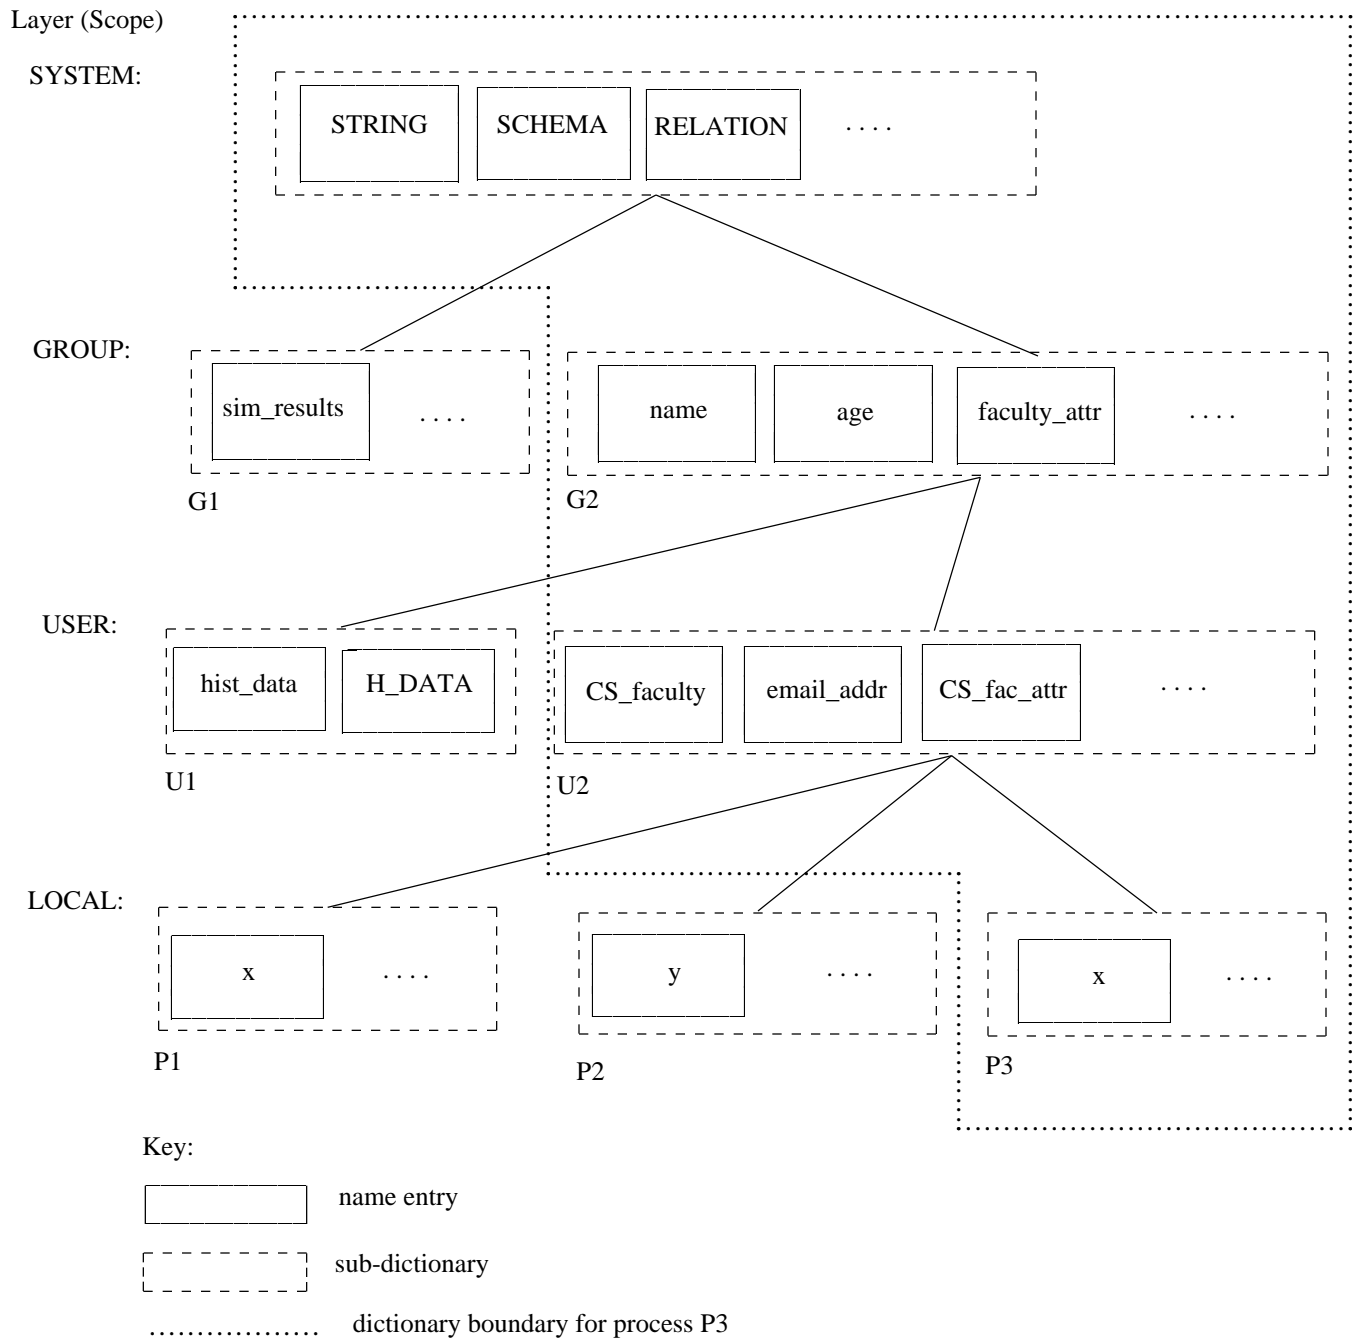 Layer (Scope)
SYSTEM:
STRING SCHEMA RELATION . . . .
GROUP:
sim_results . . . . name age faculty_attr . . . .
G1 G2
USER:
hist_data H_DATA CS_faculty email_addr CS_fac_attr . . . .
U1 U2
LOCAL:
x . . . . y . . . . x . . . .
P1 P2 P3
Key:
name entry
sub-dictionary
dictionary boundary for process P3